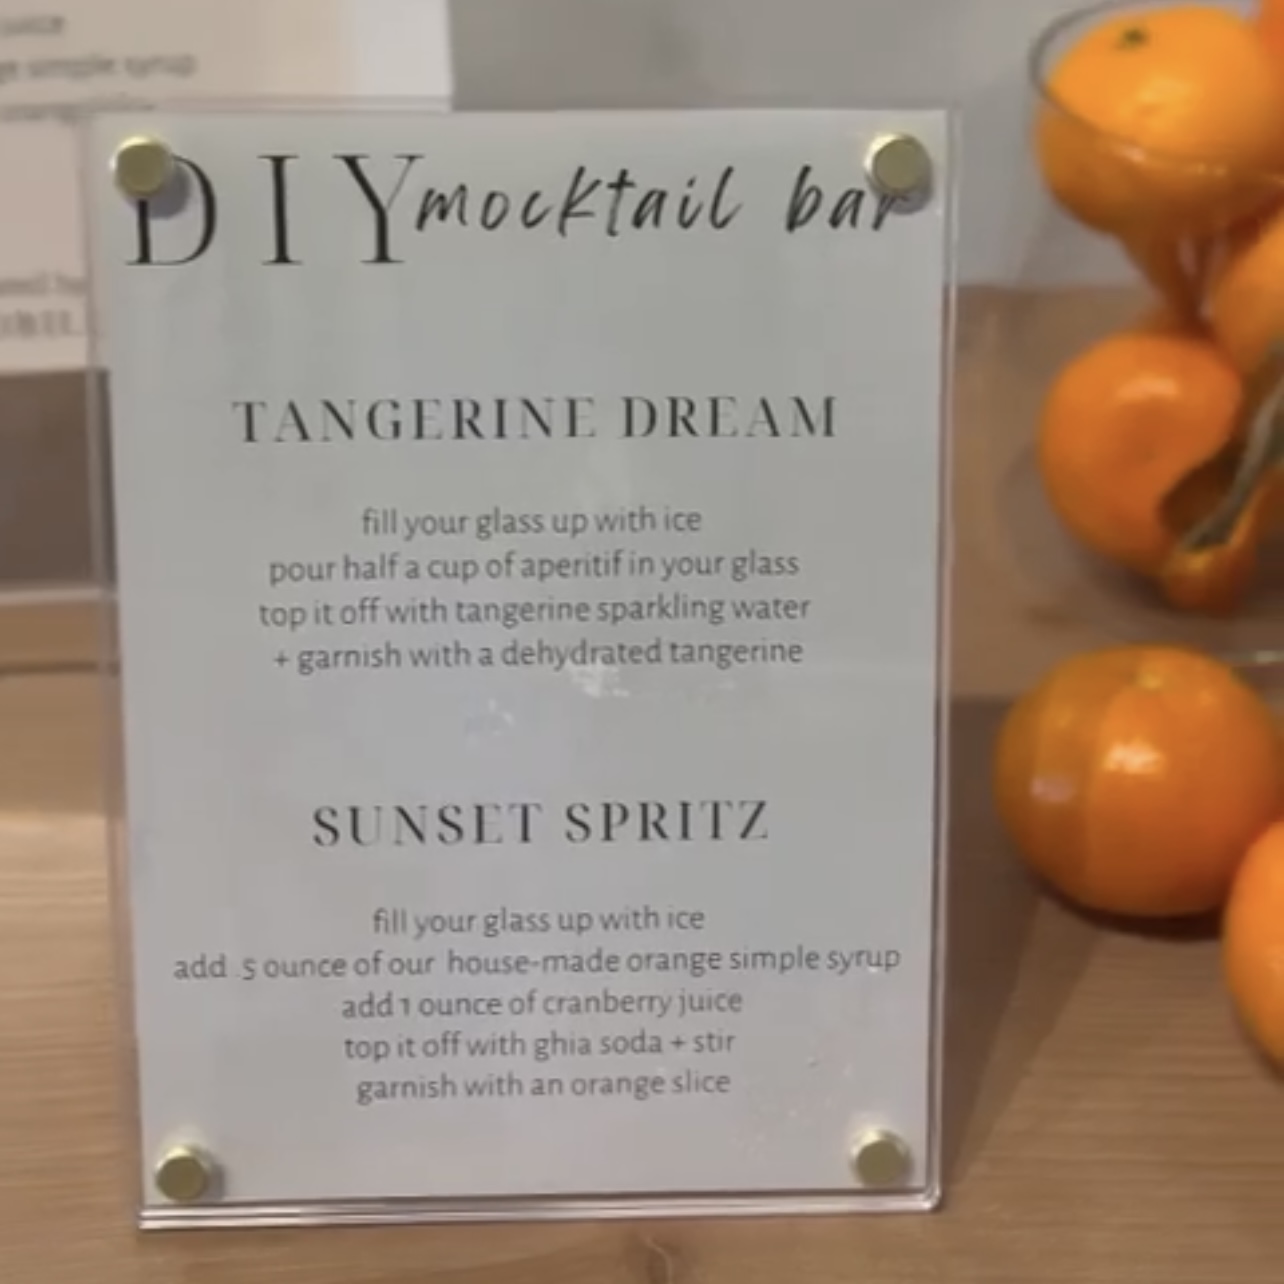 juice
simple syrup
DIY mocktail bar
TANGERINE DREAM
fill your glass up with ice
pour half a cup of aperitif in your glass
top it off with tangerine sparkling water
+ garnish with a dehydrated tangerine
SUNSET SPRITZ
fill your glass up with ice
add .5 ounce of our house-made orange simple syrup
add 1 ounce of cranberry juice
top it off with ghia soda + stir
garnish with an orange slice